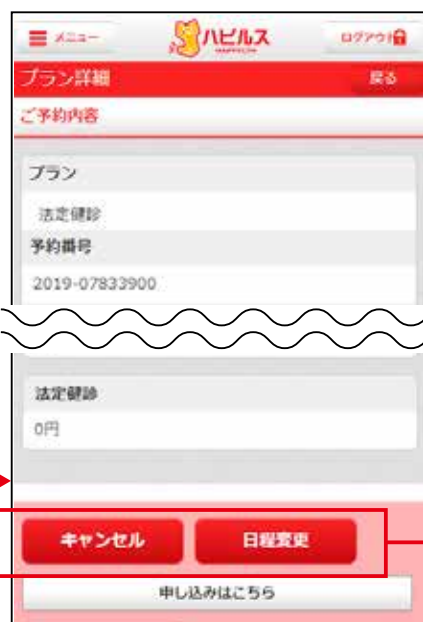 メニュー
ハピルス
ログアウト
プラン詳細
戻る
ご予約内容
プラン
法定健診
予約番号
2019-07833900
法定健診
0円
キャンセル
日程変更
申し込みはこちら